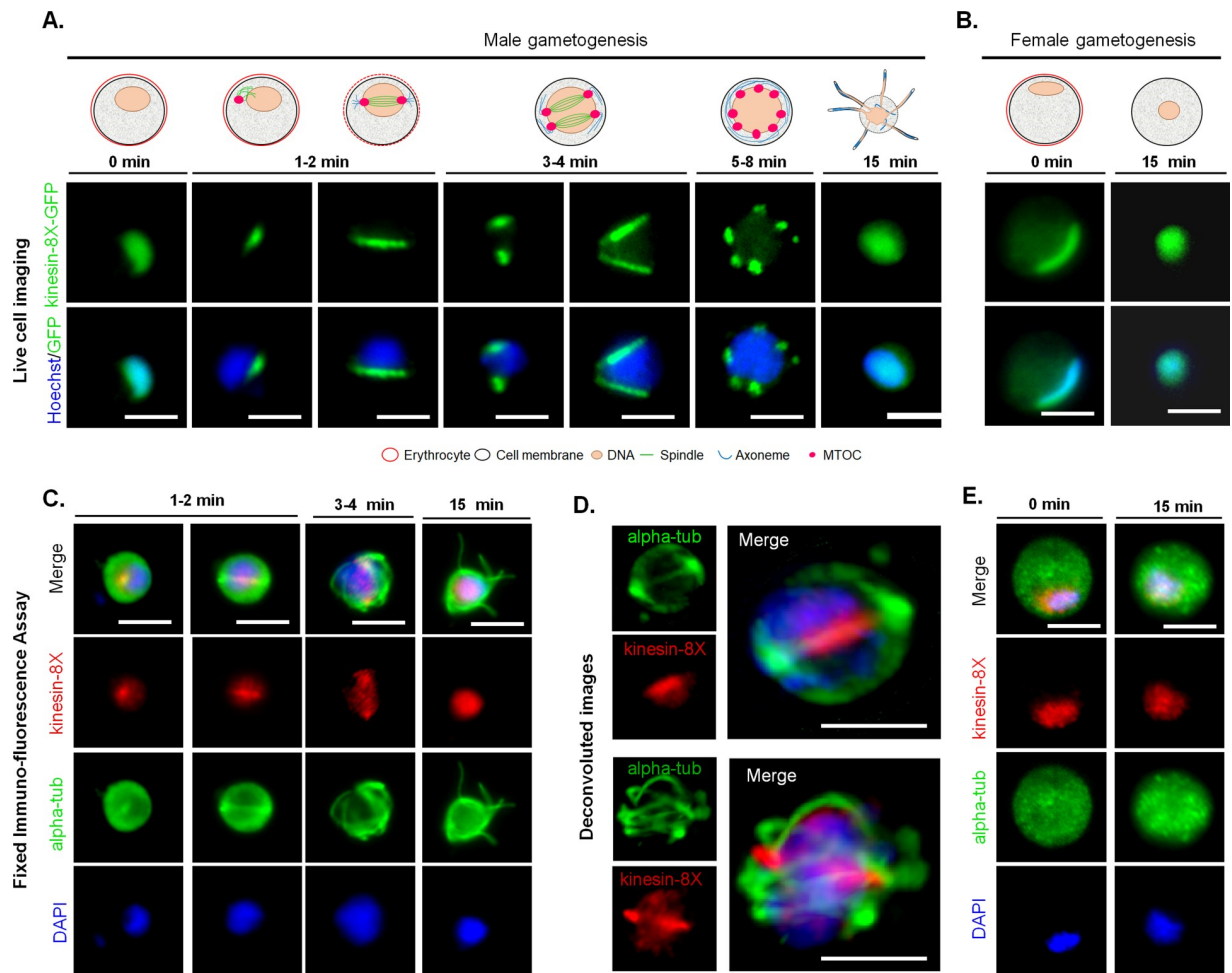 A.
Male gametogenesis
0 min
1-2 min
3-4 min
5-8 min
15 min
B.
Female gametogenesis
0 min
15 min
Live cell imaging
kinesin-8X-GFP
Hoechst/GFP
Erythrocyte
Cell membrane
DNA
Spindle
Axoneme
MTOC
C.
1-2 min
3-4 min
15 min
Fixed Immuno-fluorescence Assay
Merge
kinesin-8X
alpha-tub
DAPI
D.
Deconvoluted images
alpha-tub
Merge
kinesin-8X
alpha-tub
Merge
kinesin-8X
E.
0 min
15 min
Merge
kinesin-8X
alpha-tub
DAPI